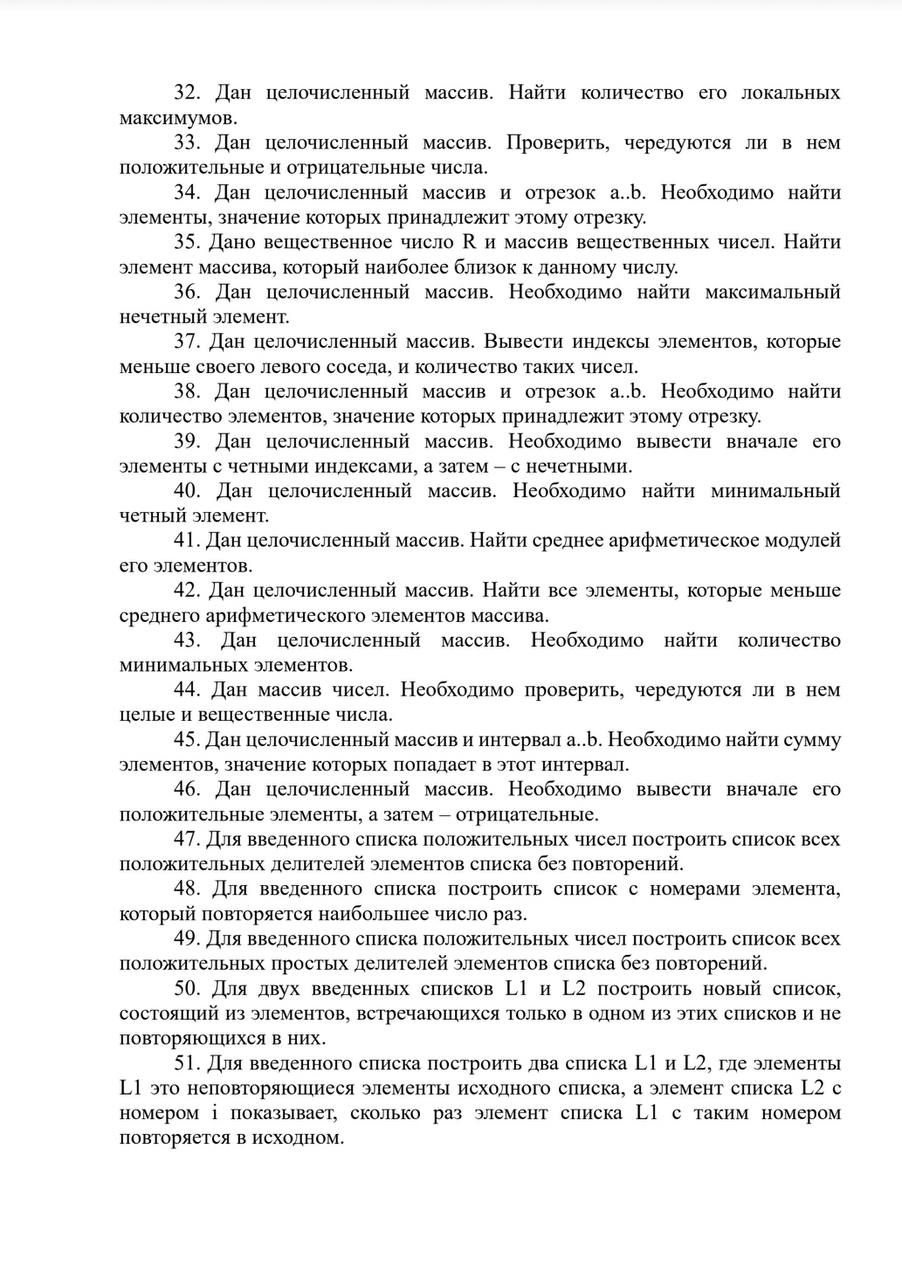 32. Дан целочисленный массив. Найти количество его локальных
максимумов.
33. Дан целочисленный массив. Проверить, чередуются ли в нем
положительные и отрицательные числа.
34. Дан целочисленный массив и отрезок a..b. Необходимо найти
элементы, значение которых принадлежит этому отрезку.
35. Дано вещественное число R и массив вещественных чисел. Найти
элемент массива, который наиболее близок к данному числу.
36. Дан целочисленный массив. Необходимо найти максимальный
нечетный элемент.
37. Дан целочисленный массив. Вывести индексы элементов, которые
меньше своего левого соседа, и количество таких чисел.
38. Дан целочисленный массив и отрезок a..b. Необходимо найти
количество элементов, значение которых принадлежит этому отрезку.
39. Дан целочисленный массив. Необходимо вывести вначале его
элементы с четными индексами, а затем – с нечетными.
40. Дан целочисленный массив. Необходимо найти минимальный
четный элемент.
41. Дан целочисленный массив. Найти среднее арифметическое модулей
его элементов.
42. Дан целочисленный массив. Найти все элементы, которые меньше
среднего арифметического элементов массива.
43. Дан целочисленный массив. Необходимо найти количество
минимальных элементов.
44. Дан массив чисел. Необходимо проверить, чередуются ли в нем
целые и вещественные числа.
45. Дан целочисленный массив и интервал a..b. Необходимо найти сумму
элементов, значение которых попадает в этот интервал.
46. Дан целочисленный массив. Необходимо вывести вначале его
положительные элементы, а затем – отрицательные.
47. Для введенного списка положительных чисел построить список всех
положительных делителей элементов списка без повторений.
48. Для введенного списка построить список с номерами элемента,
который повторяется наибольшее число раз.
49. Для введенного списка положительных чисел построить список всех
положительных простых делителей элементов списка без повторений.
50. Для двух введенных списков L1 и L2 построить новый список,
состоящий из элементов, встречающихся только в одном из этих списков и не
повторяющихся в них.
51. Для введенного списка построить два списка L1 и L2, где элементы
L1 это неповторяющиеся элементы исходного списка, а элемент списка L2 с
номером i показывает, сколько раз элемент списка L1 с таким номером
повторяется в исходном.